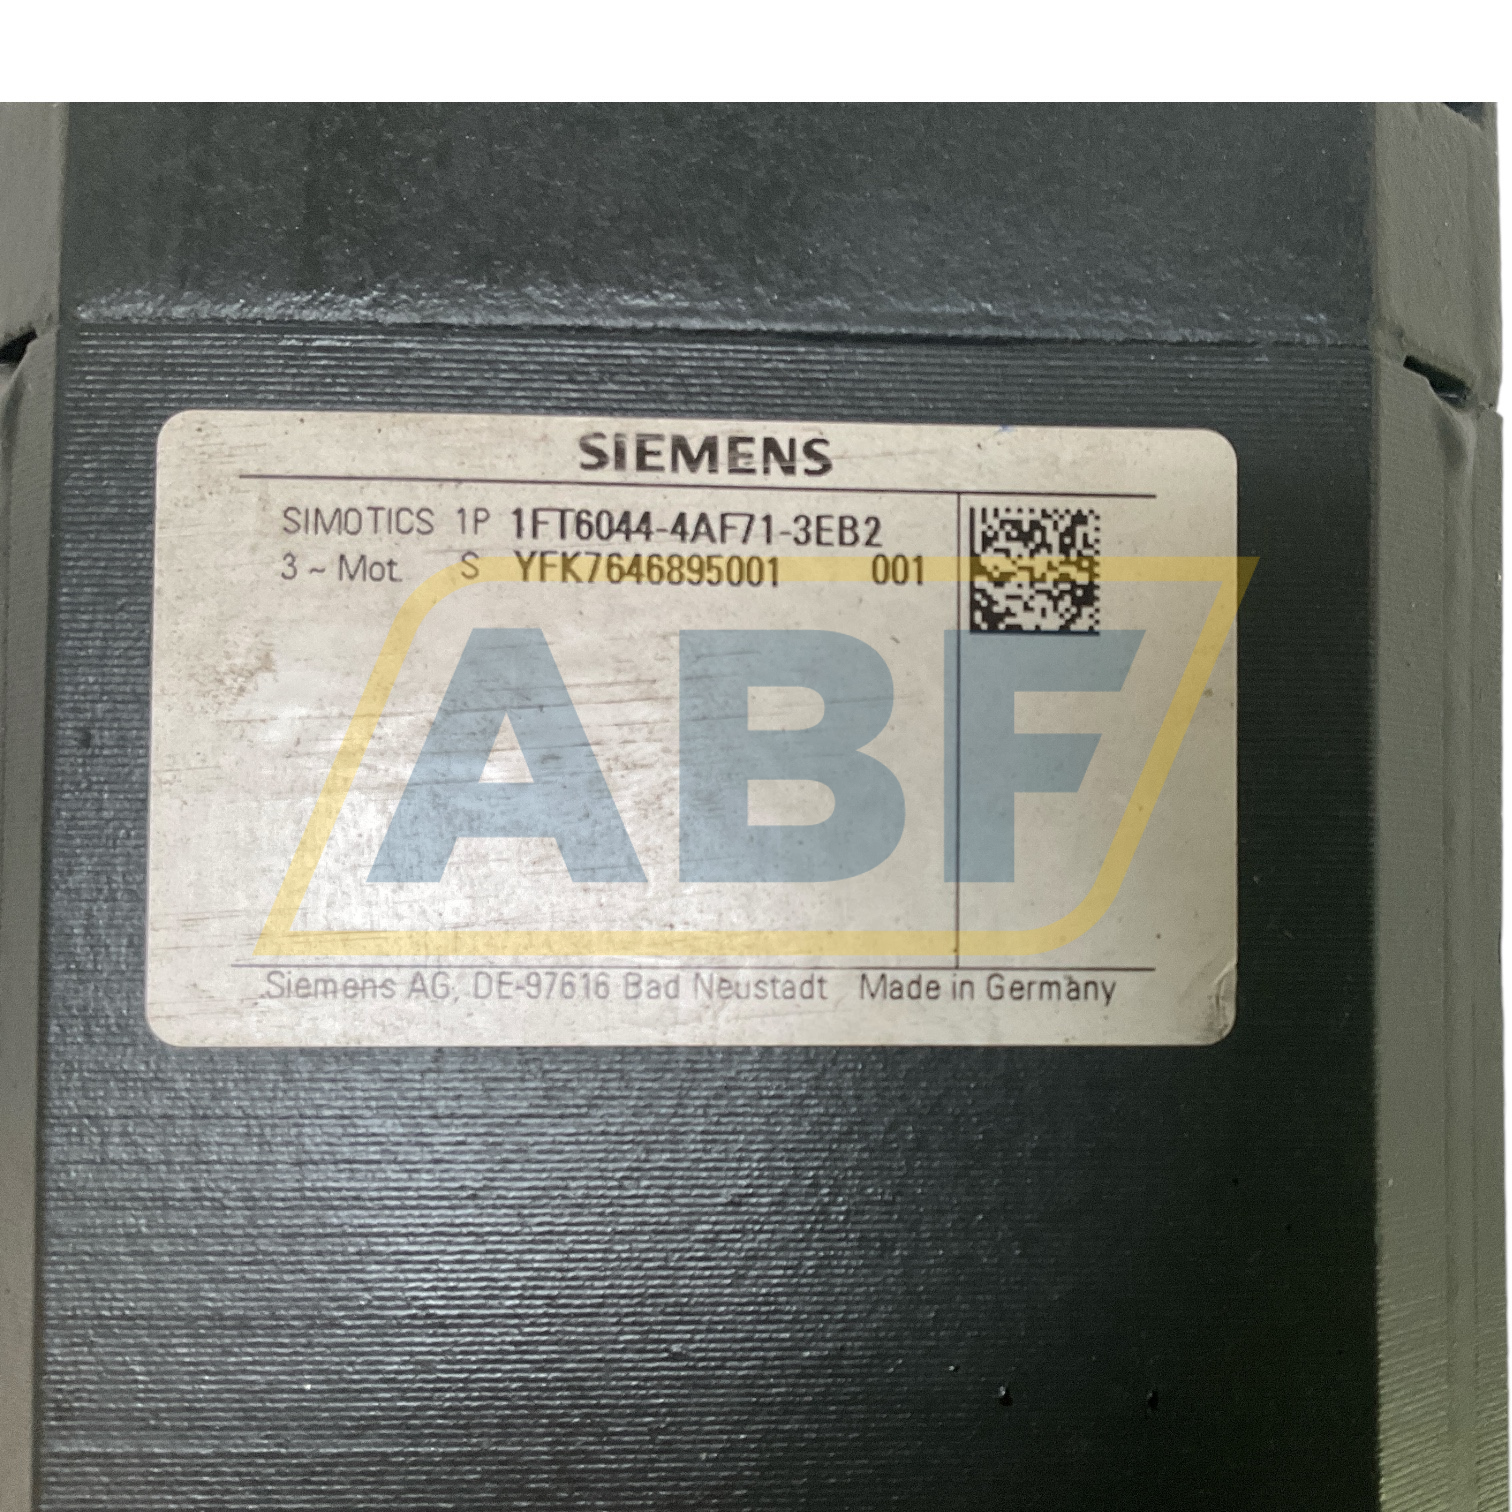 SIEMENS
SIMOTICS 1P 1FT6044-4AF71-3EB2
3 ~ Mot. S YFK7646895001 001
ABF
Siemens AG, DE-97616 Bad Neustadt Made in Germany